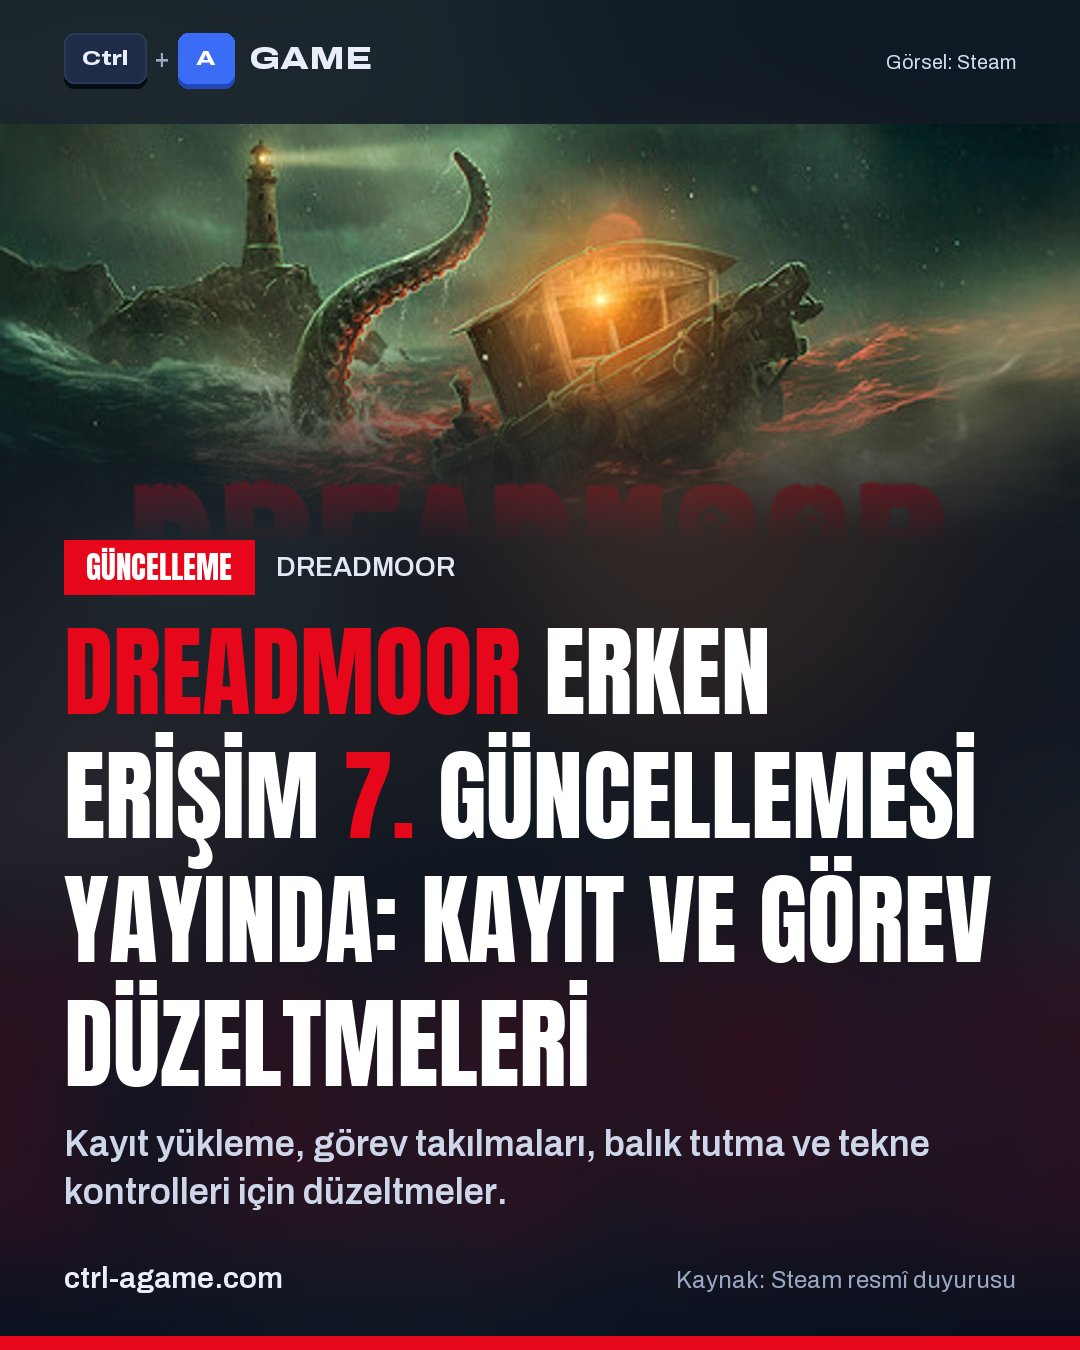 Ctrl + A GAME
Görsel: Steam
DREADMOOR
GÜNCELLEME DREADMOOR
DREADMOOR ERKEN
ERİŞİM 7. GÜNCELLEMESİ
YAYINDA: KAYIT VE GÖREV
DÜZELTMELERİ
Kayıt yükleme, görev takılmaları, balık tutma ve tekne
kontrolleri için düzeltmeler.
ctrl-agame.com
Kaynak: Steam resmî duyurusu